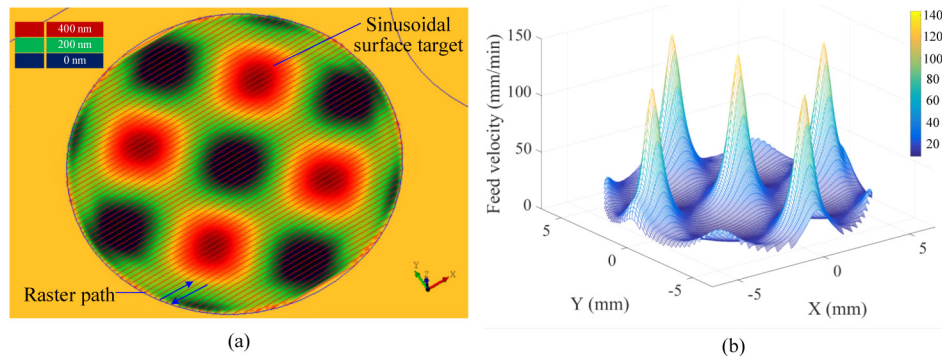 (a)
400 nm
200 nm
0 nm
Sinusoidal
surface target
Raster path
Y
Z
X
(b)
Feed velocity (mm/min)
150
100
50
0
5
0
-5
Y (mm)
-5
0
5
X (mm)
140
120
100
80
60
40
20
(a)
(b)